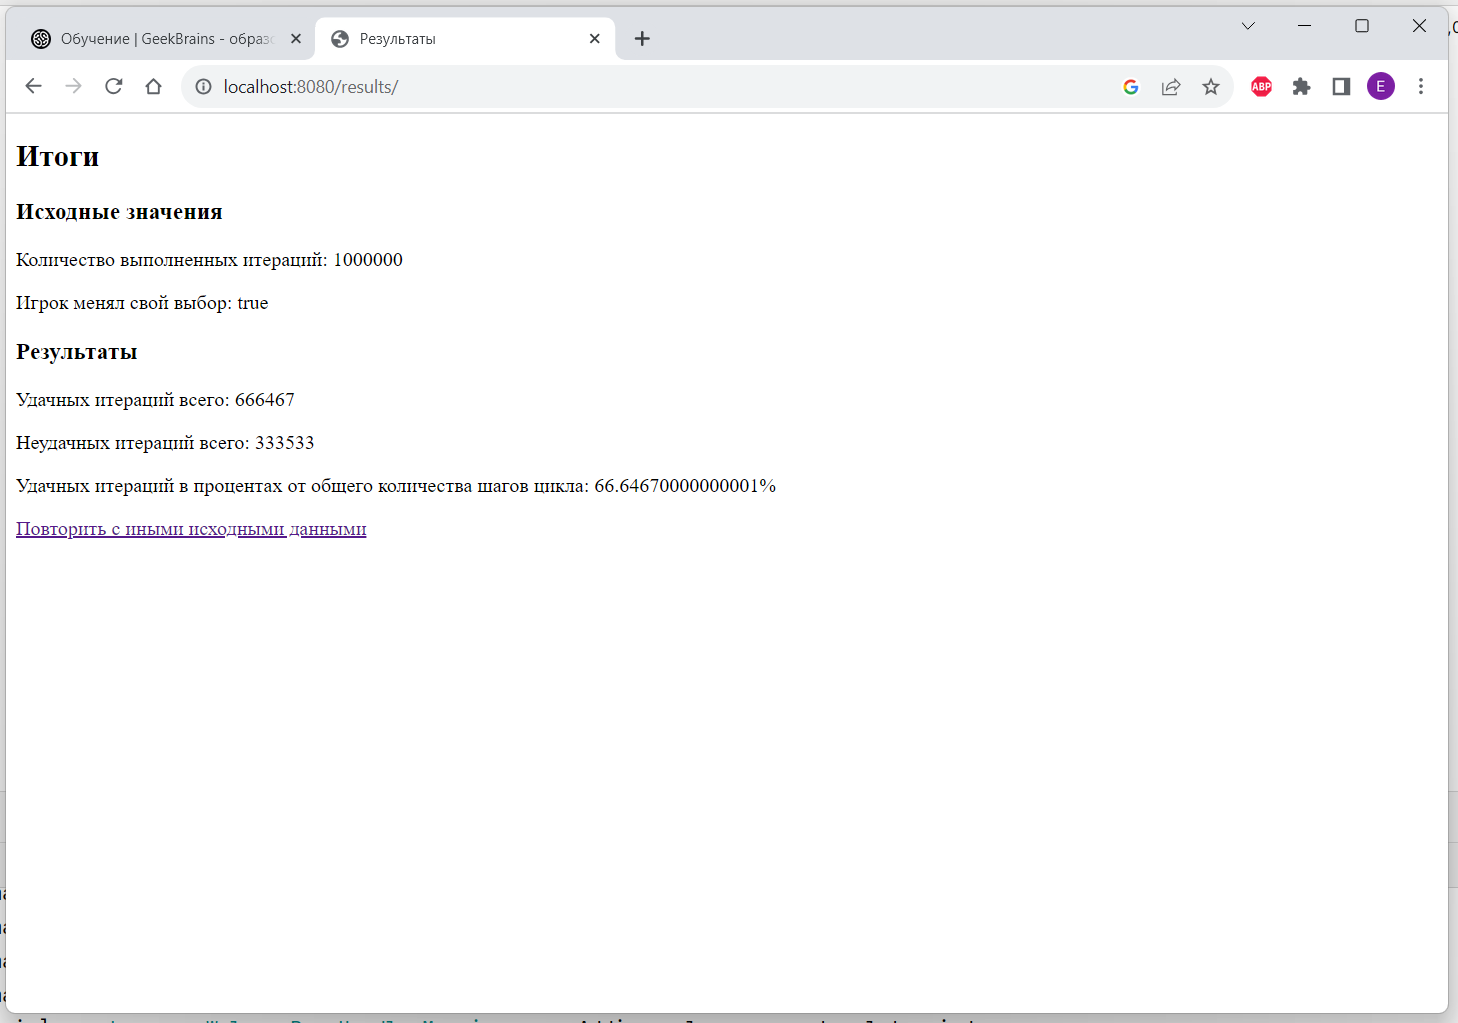 Обучение | GeekBrains - образо
Результаты
localhost:8080/results/
ABP
E
Итоги
Исходные значения
Количество выполненных итераций: 1000000
Игрок менял свой выбор: true
Результаты
Удачных итераций всего: 666467
Неудачных итераций всего: 333533
Удачных итераций в процентах от общего количества шагов цикла: 66.64670000000001%
Повторить с иными исходными данными